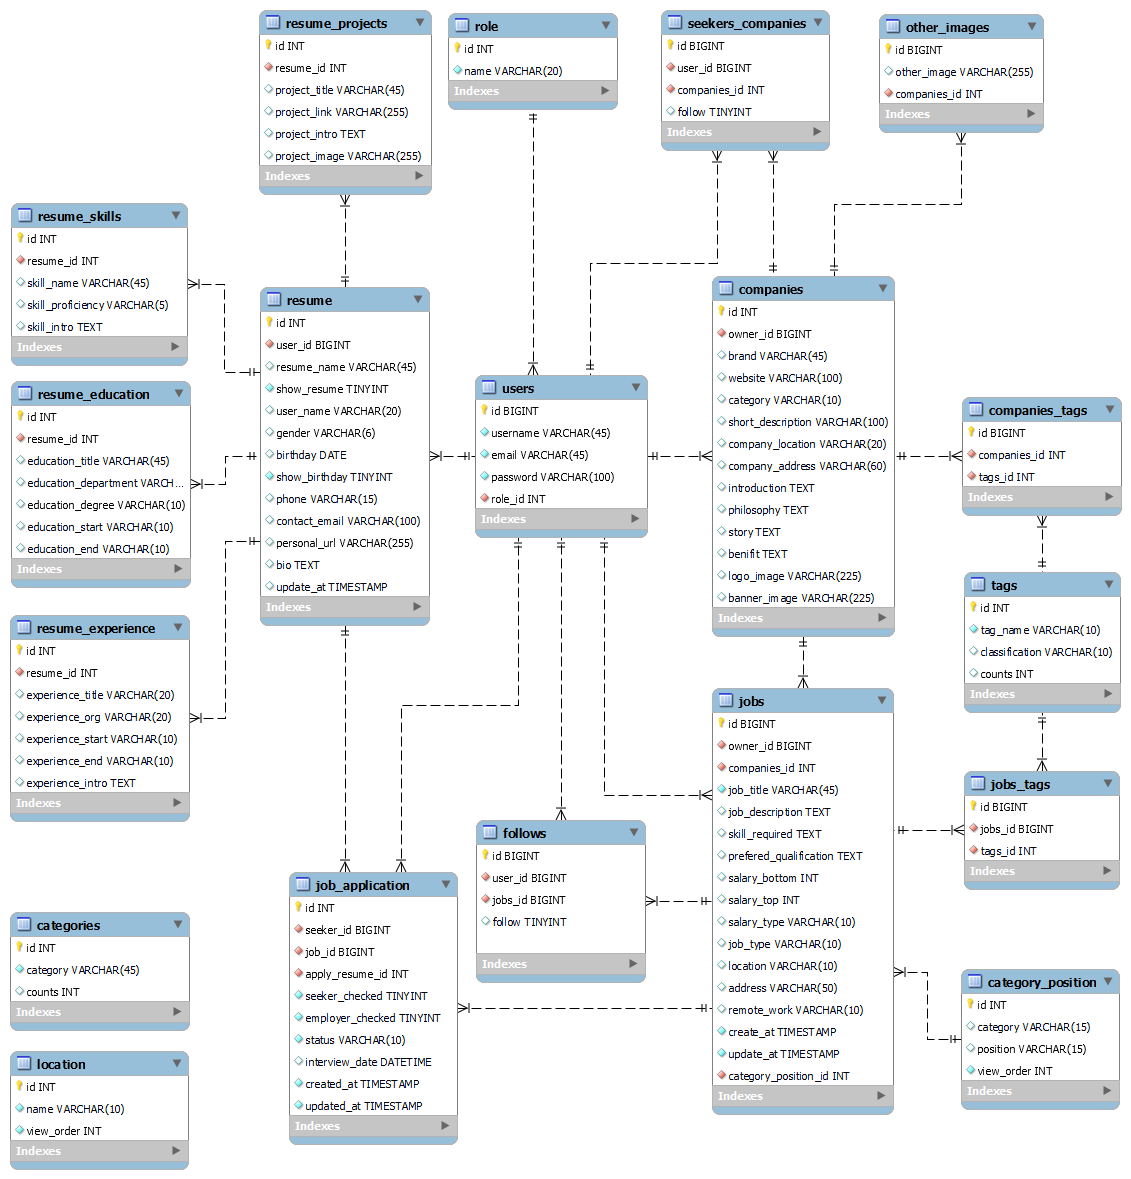 resume_projects
id INT
resume_id INT
project_title VARCHAR(45)
project_link VARCHAR(255)
project_intro TEXT
project_image VARCHAR(255)
Indexes
role
id INT
name VARCHAR(20)
Indexes
seekers_companies
id BIGINT
user_id BIGINT
companies_id INT
follow TINYINT
Indexes
other_images
id BIGINT
other_image VARCHAR(255)
companies_id INT
Indexes
resume_skills
id INT
resume_id INT
skill_name VARCHAR(45)
skill_proficiency VARCHAR(5)
skill_intro TEXT
Indexes
resume
id INT
user_id BIGINT
resume_name VARCHAR(45)
show_resume TINYINT
user_name VARCHAR(20)
gender VARCHAR(6)
birthday DATE
show_birthday TINYINT
phone VARCHAR(15)
contact_email VARCHAR(100)
personal_url VARCHAR(255)
bio TEXT
update_at TIMESTAMP
Indexes
companies
id INT
owner_id BIGINT
brand VARCHAR(45)
website VARCHAR(100)
category VARCHAR(10)
short_description VARCHAR(100)
company_location VARCHAR(20)
company_address VARCHAR(60)
introduction TEXT
philosophy TEXT
story TEXT
benifit TEXT
logo_image VARCHAR(225)
banner_image VARCHAR(225)
Indexes
resume_education
id INT
resume_id INT
education_title VARCHAR(45)
education_department VARCH...
education_degree VARCHAR(10)
education_start VARCHAR(10)
education_end VARCHAR(10)
Indexes
users
id BIGINT
username VARCHAR(45)
email VARCHAR(45)
password VARCHAR(100)
role_id INT
Indexes
companies_tags
id BIGINT
companies_id INT
tags_id INT
Indexes
tags
id INT
tag_name VARCHAR(10)
classification VARCHAR(10)
counts INT
Indexes
resume_experience
id INT
resume_id INT
experience_title VARCHAR(20)
experience_org VARCHAR(20)
experience_start VARCHAR(10)
experience_end VARCHAR(10)
experience_intro TEXT
Indexes
jobs
id BIGINT
owner_id BIGINT
companies_id INT
job_title VARCHAR(45)
job_description TEXT
skill_required TEXT
prefered_qualification TEXT
salary_bottom INT
salary_top INT
salary_type VARCHAR(10)
job_type VARCHAR(10)
location VARCHAR(10)
address VARCHAR(50)
remote_work VARCHAR(10)
create_at TIMESTAMP
update_at TIMESTAMP
category_position_id INT
Indexes
jobs_tags
id BIGINT
jobs_id BIGINT
tags_id INT
Indexes
follows
id BIGINT
user_id BIGINT
jobs_id BIGINT
follow TINYINT
Indexes
job_application
id INT
seeker_id BIGINT
job_id BIGINT
apply_resume_id INT
seeker_checked TINYINT
employer_checked TINYINT
status VARCHAR(10)
interview_date DATETIME
created_at TIMESTAMP
updated_at TIMESTAMP
Indexes
categories
id INT
category VARCHAR(45)
counts INT
Indexes
category_position
id INT
category VARCHAR(15)
position VARCHAR(15)
view_order INT
Indexes
location
id INT
name VARCHAR(10)
view_order INT
Indexes